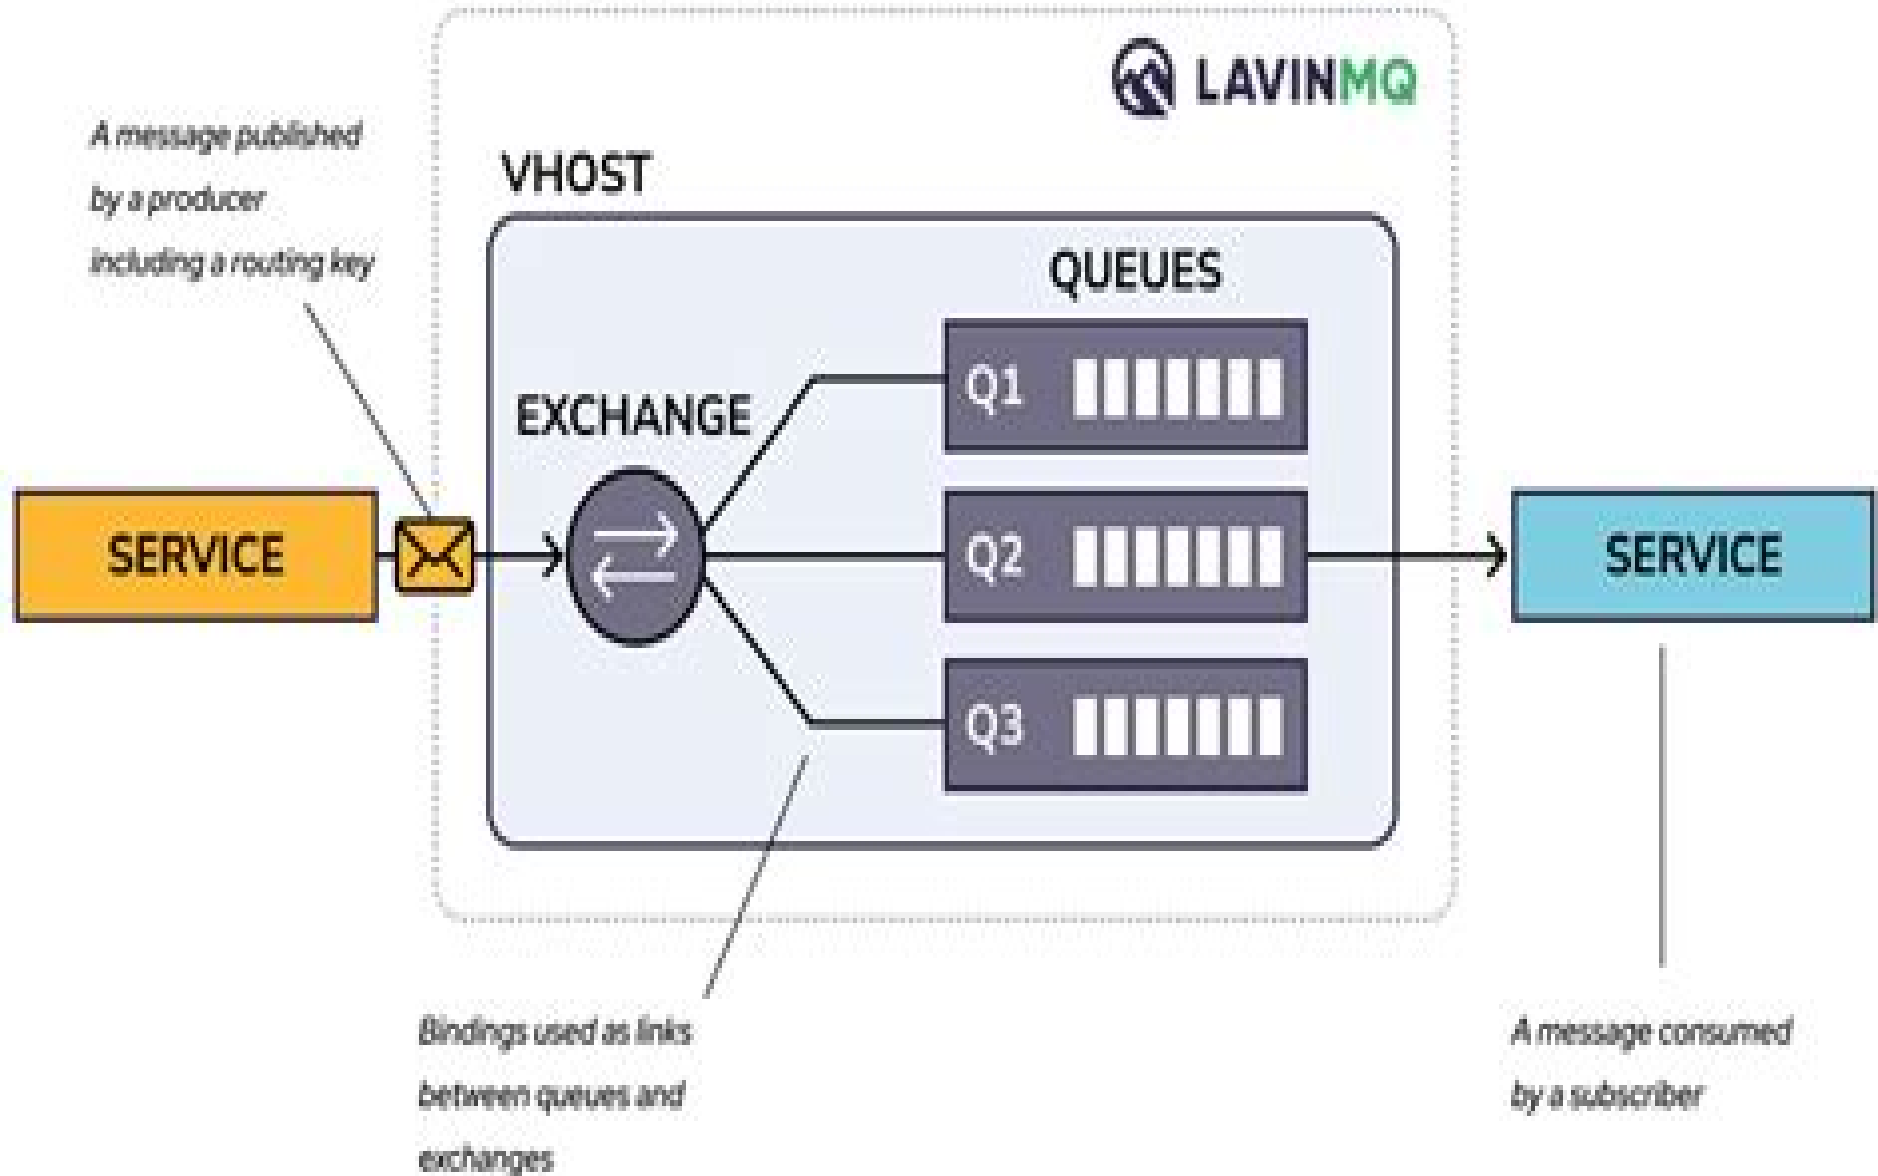 LAVINMQ
A message published
by a producer
including a routing key
VHOST
QUEUES
EXCHANGE
Q1
SERVICE
Q2
SERVICE
Q3
Bindings used as links
between queues and
exchanges
A message consumed
by a subscriber